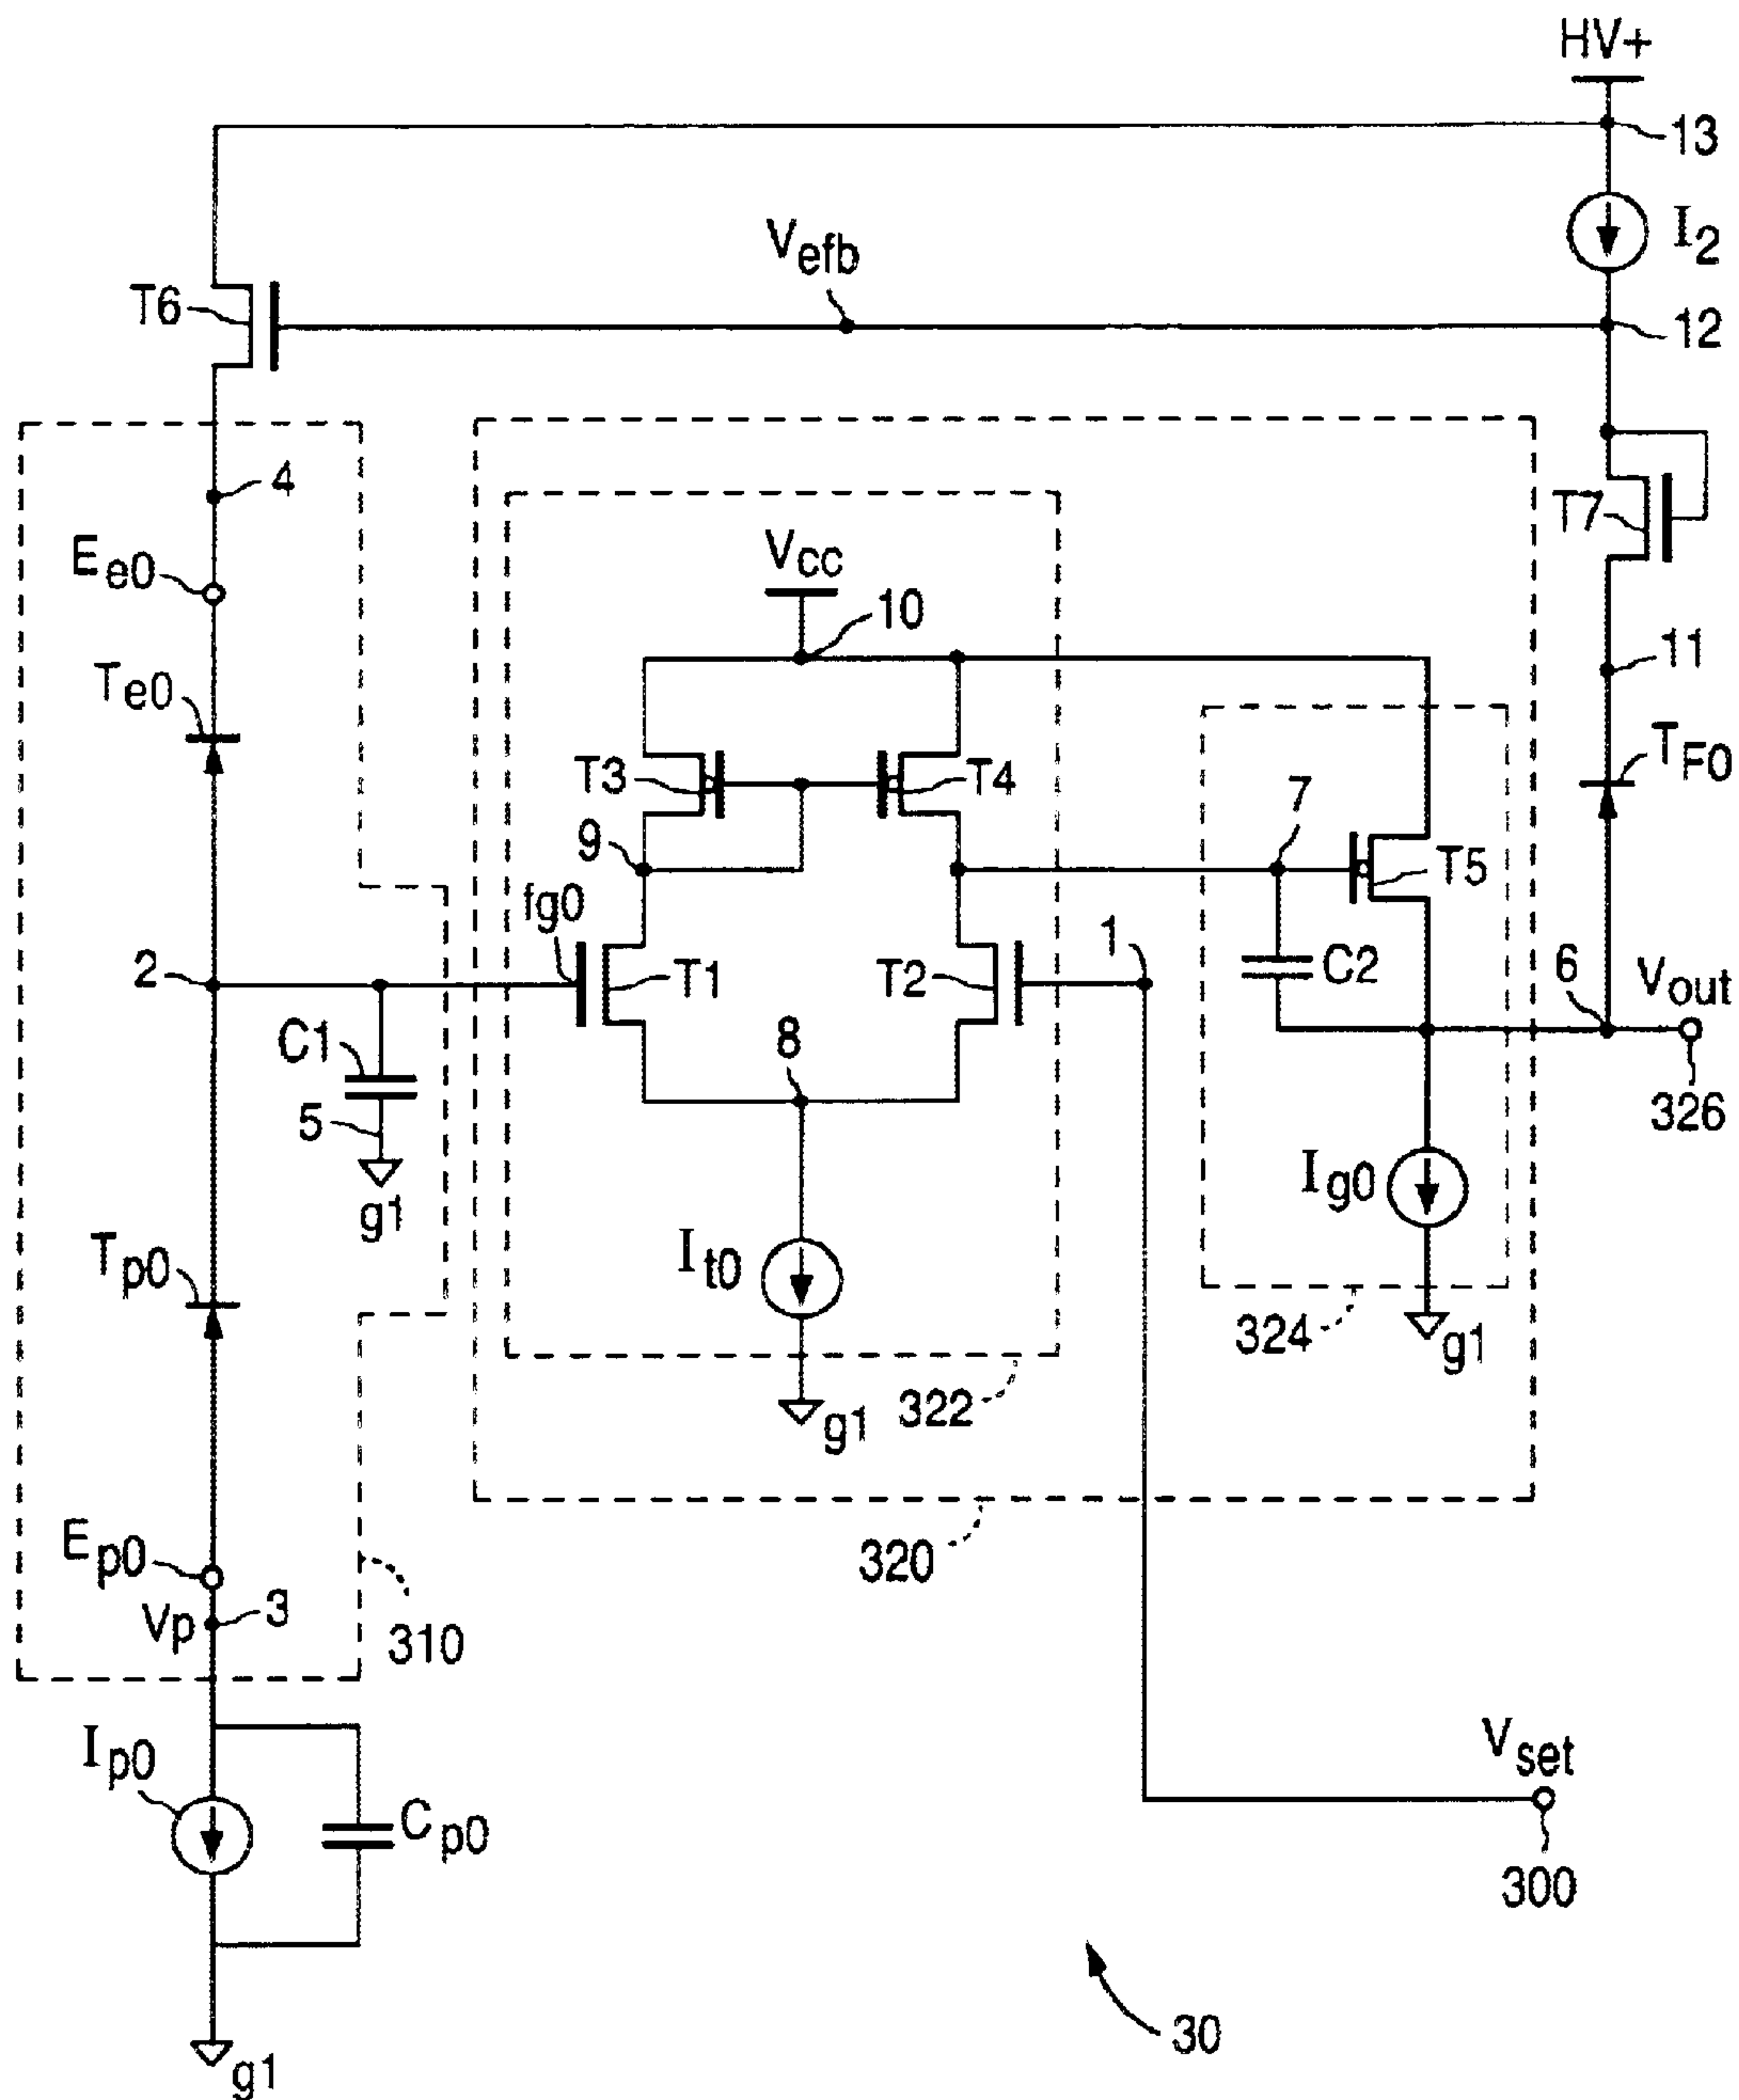 HV+
13
I2
Vefb
T6
12
4
T7
Ee0
Vcc
10
11
Te0
T3
T4
TF0
9
7
T5
fg0
2
T1
T2
1
C2
6
Vout
C1
8
5
326
g1
Ig0
Tp0
It0
324
g1
322
g1
Ep0
320
Vp
3
310
Ip0
Cp0
Vset
300
30
g1